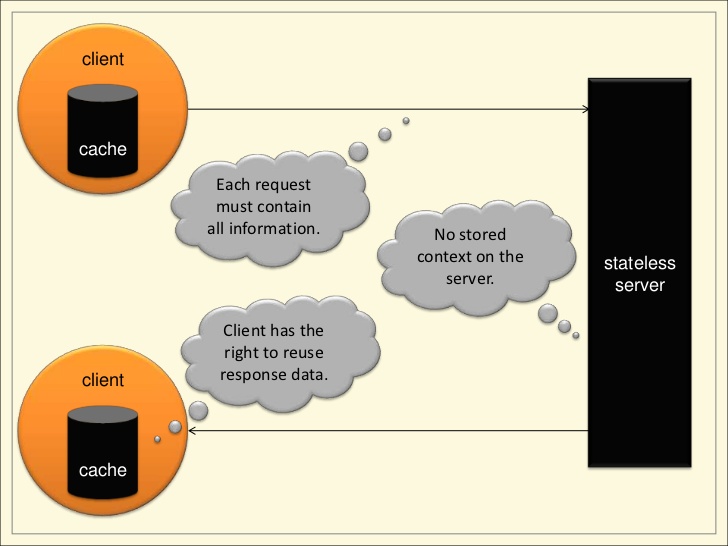 client
cache
Each request
must contain
all information.
No stored
context on the
server.
stateless
server
Client has the
right to reuse
response data.
client
cache